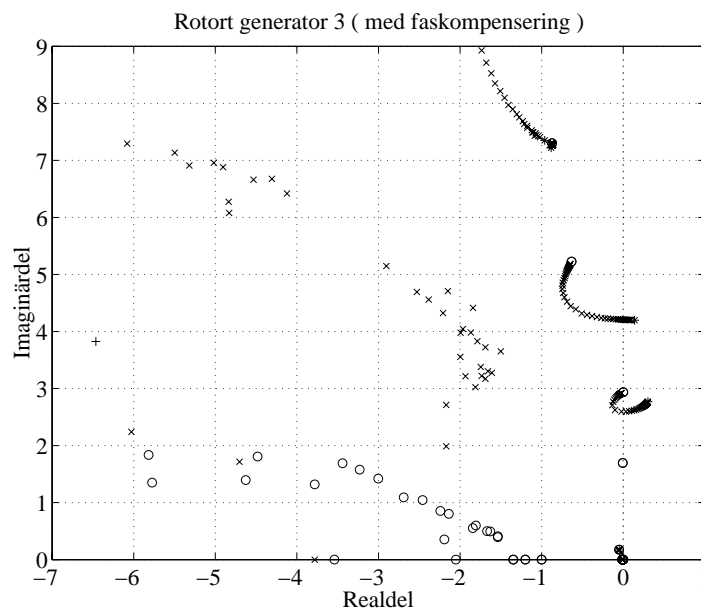 Rotort generator 3 ( med faskompensering )
9
8
7
6
5
4
3
2
1
0
Imaginärdel
−7 −6 −5 −4 −3 −2 −1 0
Realdel